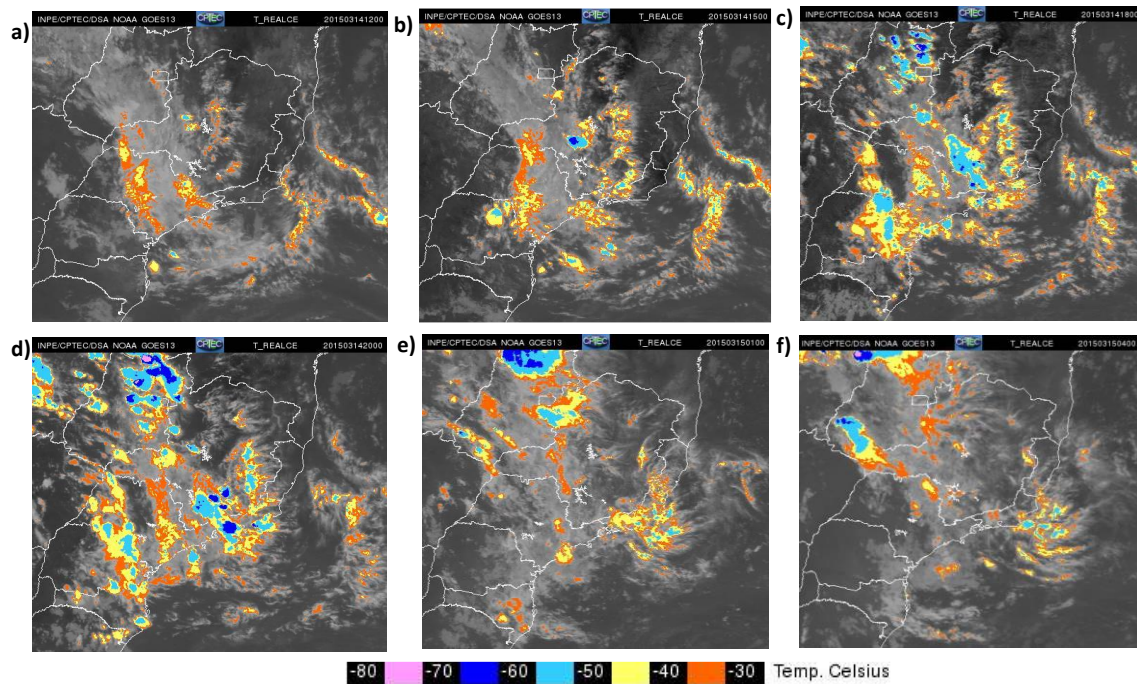 a)
INPE/CPTEC/DSA NOAA GOES13 CPTEC T_REALCE 201503141200
b)
INPE/CPTEC/DSA NOAA GOES13 CPTEC T_REALCE 201503141500
c)
INPE/CPTEC/DSA NOAA GOES13 CPTEC T_REALCE 201503141800
d)
INPE/CPTEC/DSA NOAA GOES13 CPTEC T_REALCE 201503142000
e)
INPE/CPTEC/DSA NOAA GOES13 CPTEC T_REALCE 201503150100
f)
INPE/CPTEC/DSA NOAA GOES13 CPTEC T_REALCE 201503150400
-80 -70 -60 -50 -40 -30 Temp. Celsius